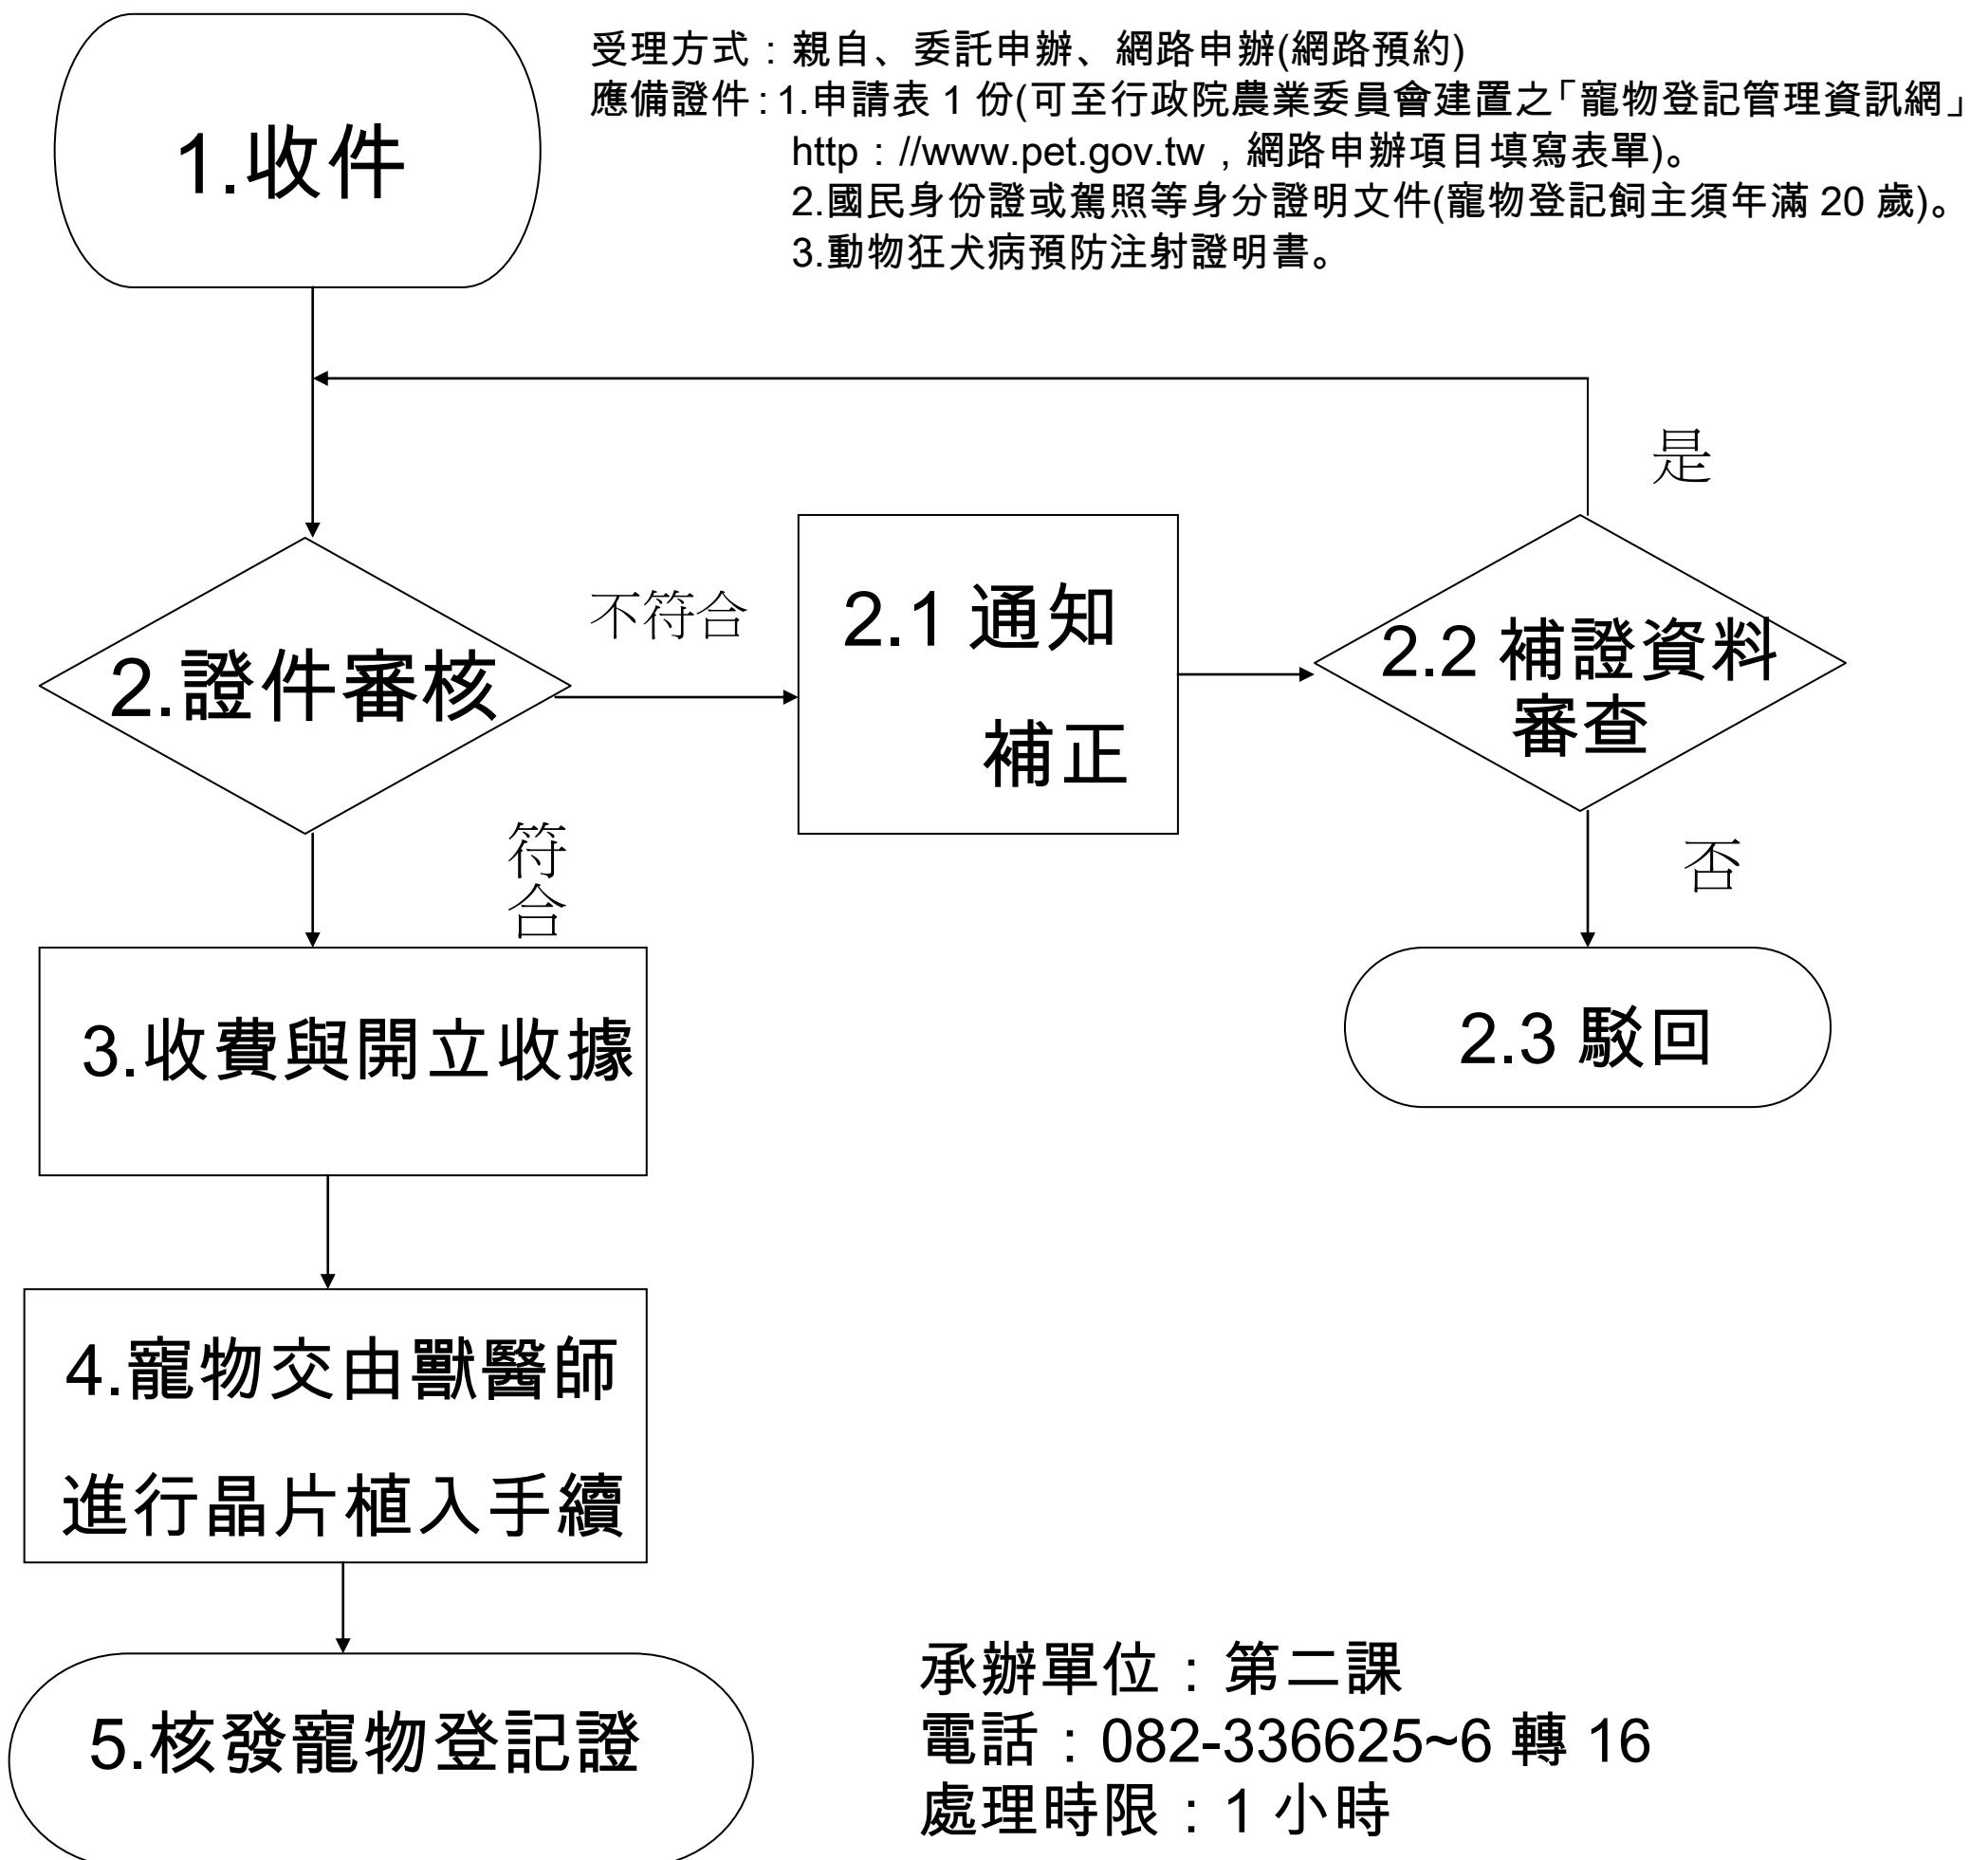 1.收件
受理方式：親自、委託申辦、網路申辦(網路預約)
應備證件：1.申請表 1 份(可至行政院農業委員會建置之「寵物登記管理資訊網」
http：//www.pet.gov.tw，網路申辦項目填寫表單)。
2.國民身份證或駕照等身分證明文件(寵物登記飼主須年滿 20 歲)。
3.動物狂犬病預防注射證明書。
是
2.證件審核
不符合
2.1 通知
補正
2.2 補證資料
審查
符
合
否
3.收費與開立收據
2.3 駁回
4.寵物交由獸醫師
進行晶片植入手續
5.核發寵物登記證
承辦單位：第二課
電話：082-336625~6 轉 16
處理時限：1 小時